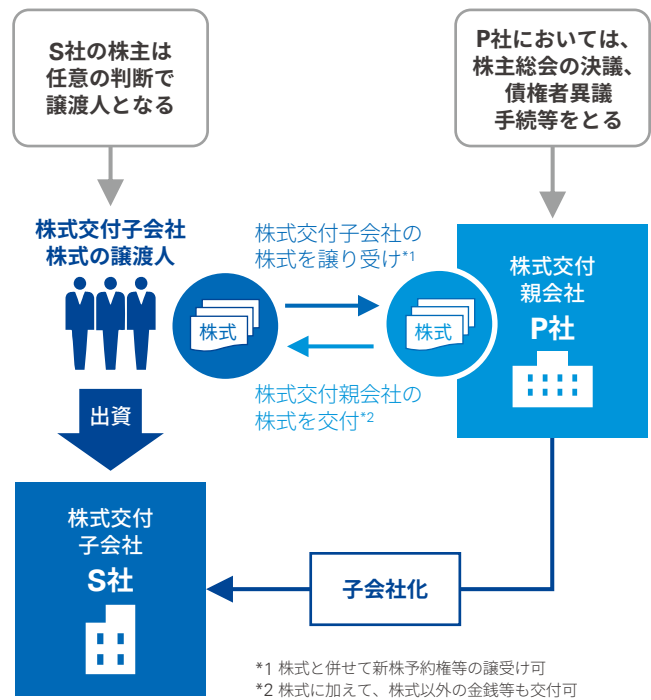 S社の株主は
任意の判断で
譲渡人となる
P社においては、
株主総会の決議、
債権者異議
手続等をとる
株式交付子会社
株式の譲渡人
株式交付子会社の
株式を譲り受け*1
株式
株式
株式交付親会社の
株式を交付*2
株式交付
親会社
P社
出資
株式交付
子会社
S社
子会社化
*1 株式と併せて新株予約権等の譲受け可
*2 株式に加えて、株式以外の金銭等も交付可